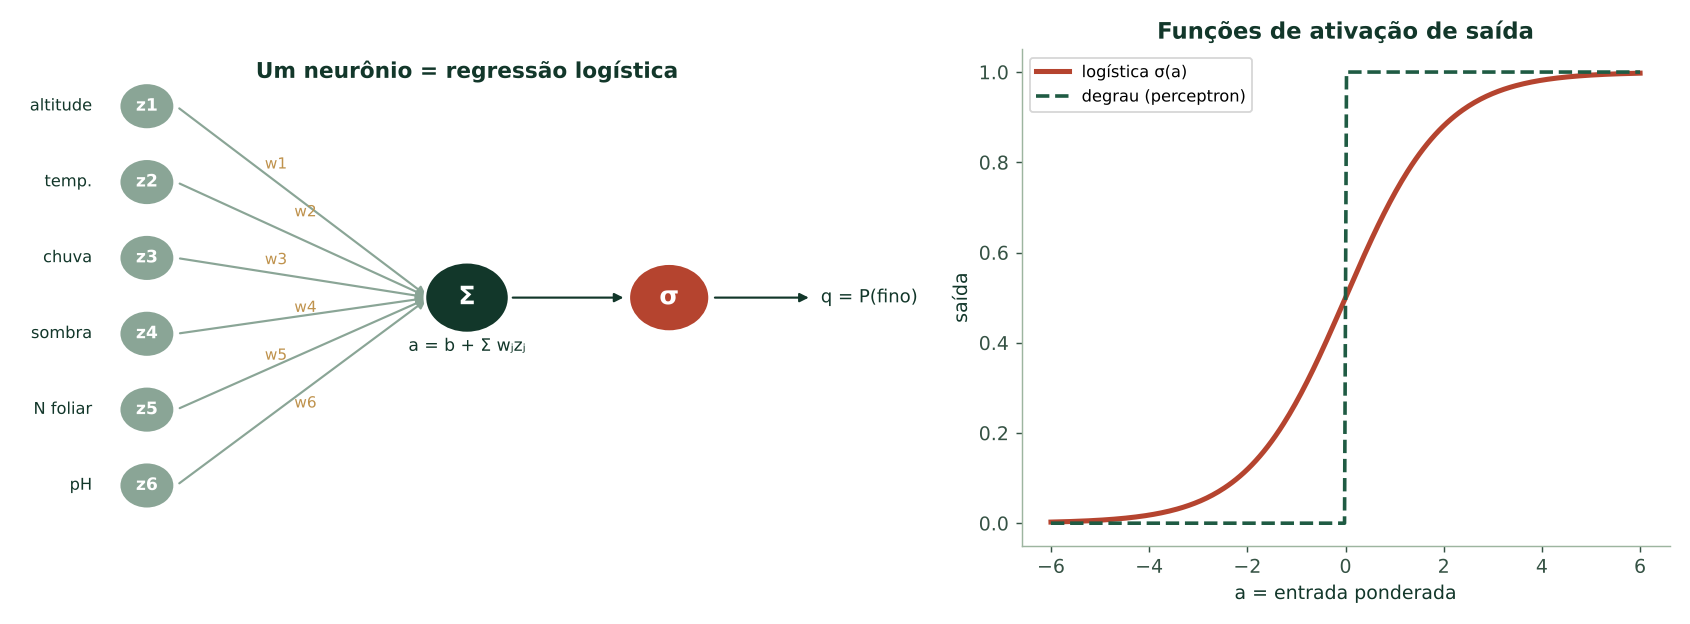 Um neurônio = regressão logística
altitude
z1
w1
temp.
z2
w2
chuva
z3
w3
sombra
z4
w4
N foliar
z5
w5
pH
z6
w6
Σ
a = b + Σ wⱼzⱼ
σ
q = P(fino)
Funções de ativação de saída
logística σ(a)
degrau (perceptron)
saída
1.0
0.8
0.6
0.4
0.2
0.0
−6 −4 −2 0 2 4 6
a = entrada ponderada